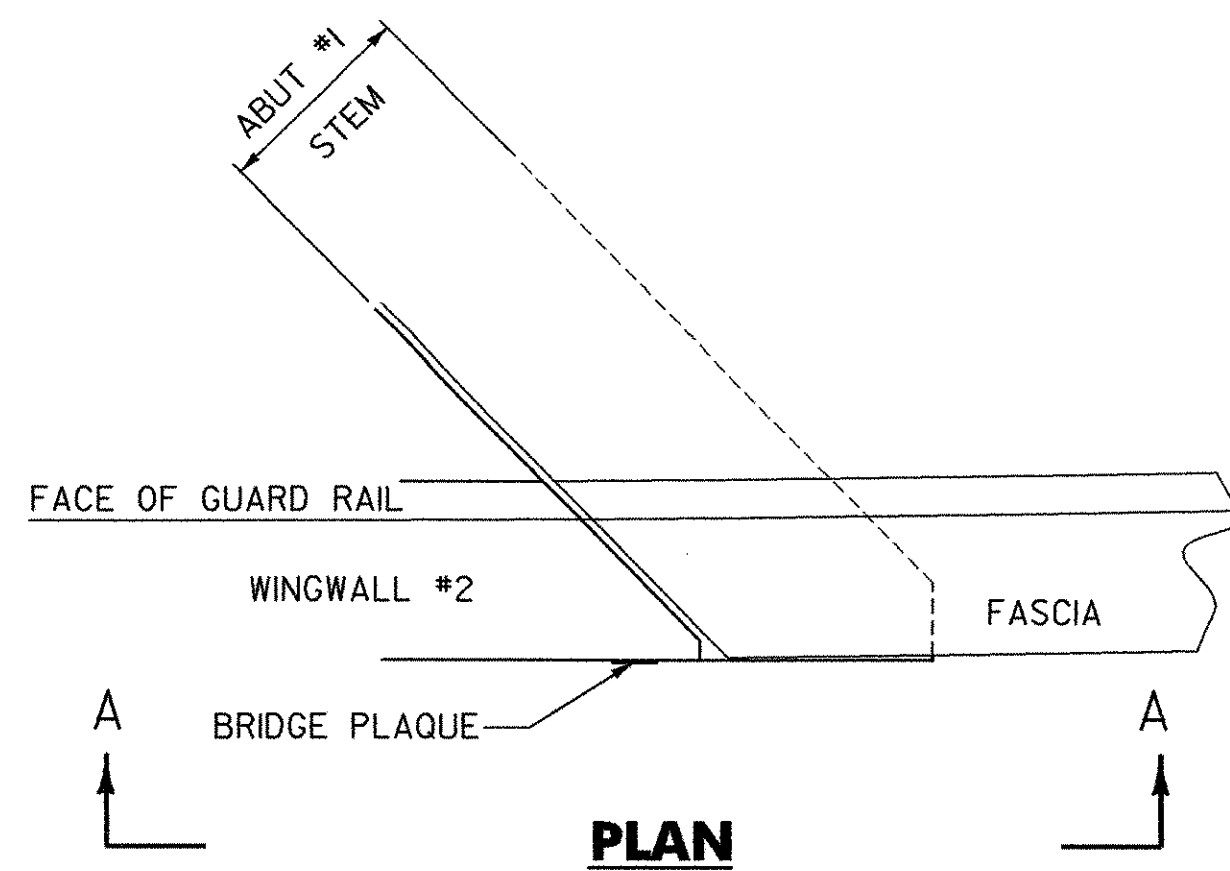 ABUT #1
STEM
FACE OF GUARD RAIL
WINGWALL #2
FASCIA
A
A
BRIDGE PLAQUE
PLAN